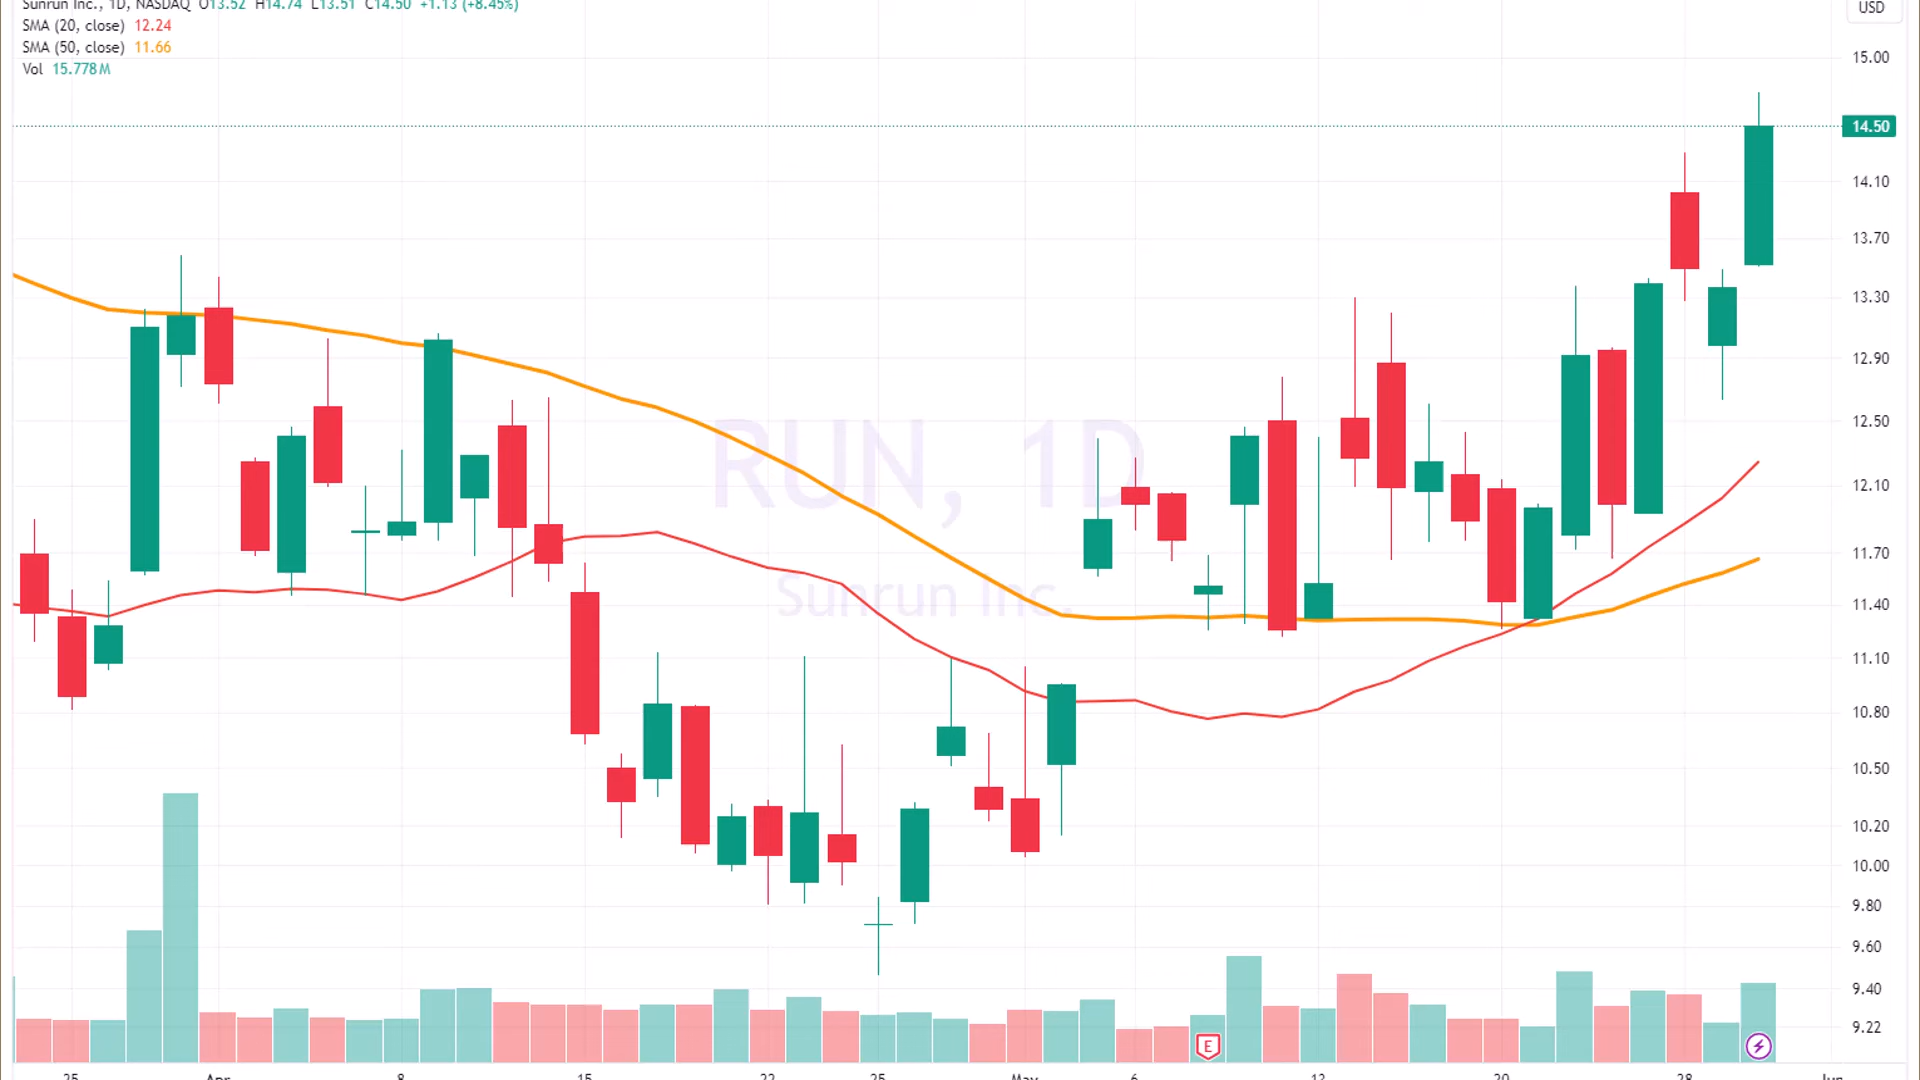 Sunrun Inc., 1D, NASDAQ O13.52 H14.74 L13.51 C14.50 +1.13 (+8.45%)
SMA (20, close) 12.24
SMA (50, close) 11.66
Vol 15.778M
USD
15.00
14.50
14.10
13.70
13.30
12.90
12.50
12.10
11.70
11.40
11.10
10.80
10.50
10.20
10.00
9.80
9.60
9.40
9.22
RUN, 1D
Sunrun Inc.
E
25 Apr 8 15 22 25 May 6 13 20 28 Jun